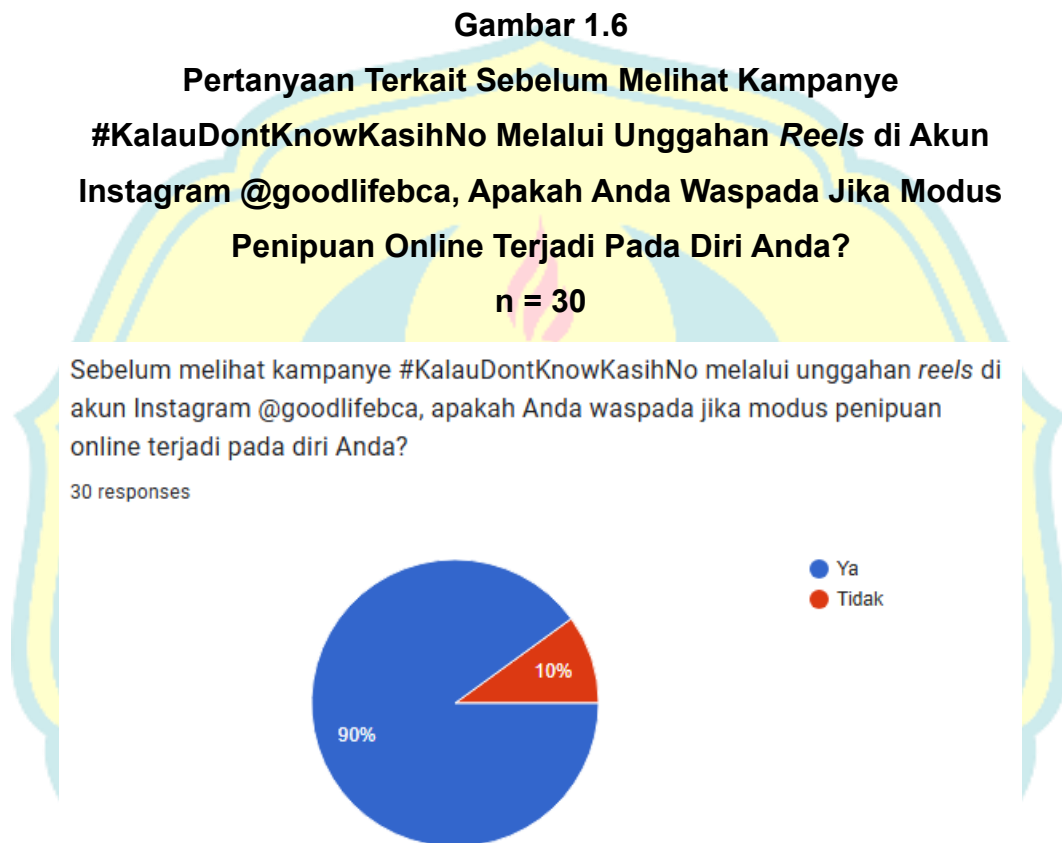 Gambar 1.6
Pertanyaan Terkait Sebelum Melihat Kampanye
#KalauDontKnowKasihNo Melalui Unggahan Reels di Akun
Instagram @goodlifebca, Apakah Anda Waspada Jika Modus
Penipuan Online Terjadi Pada Diri Anda?
n = 30
Sebelum melihat kampanye #KalauDontKnowKasihNo melalui unggahan reels di
akun Instagram @goodlifebca, apakah Anda waspada jika modus penipuan
online terjadi pada diri Anda?
30 responses
Ya
Tidak
10%
90%